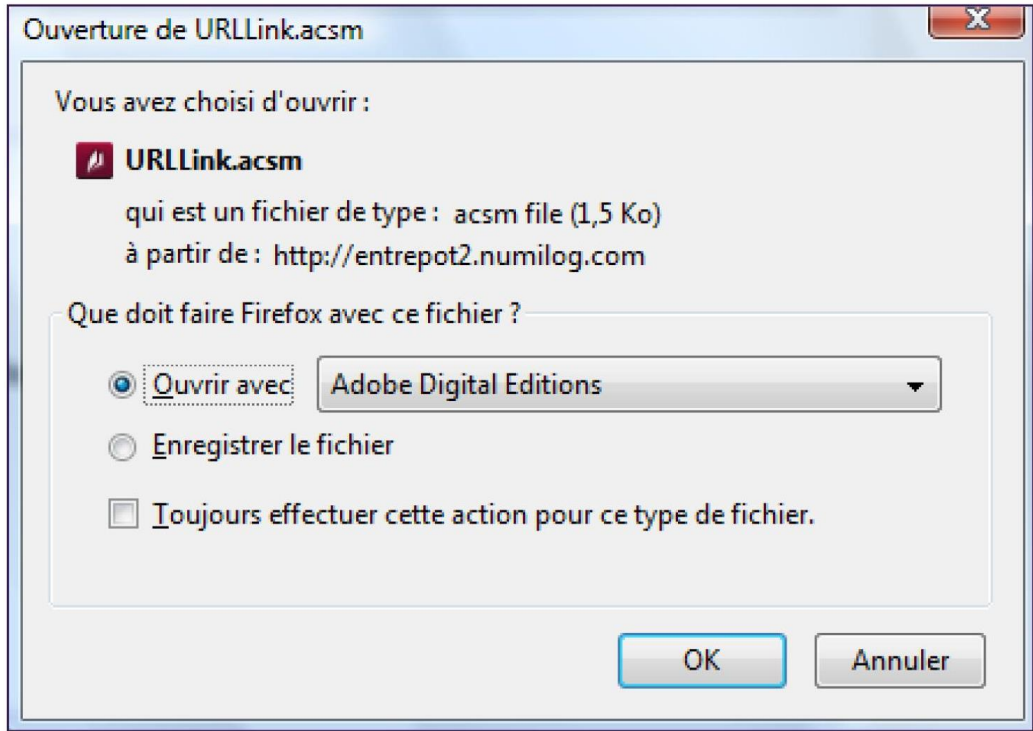 Ouverture de URLLink.acsm
Vous avez choisi d'ouvrir :
URLLink.acsm
qui est un fichier de type : acsm file (1,5 Ko)
à partir de : http://entrepot2.numilog.com
Que doit faire Firefox avec ce fichier ?
Ouvrir avec Adobe Digital Editions
Enregistrer le fichier
Toujours effectuer cette action pour ce type de fichier.
OK Annuler